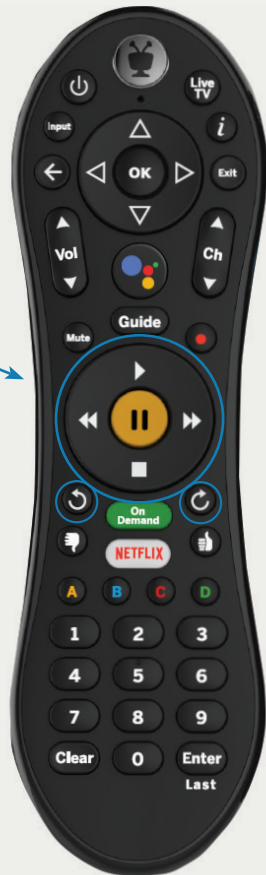 Live
TV
Input
i
OK
Exit
Vol
Ch
Guide
Mute
On
Demand
NETFLIX
A B C D
1 2 3
4 5 6
7 8 9
Clear 0 Enter
Last